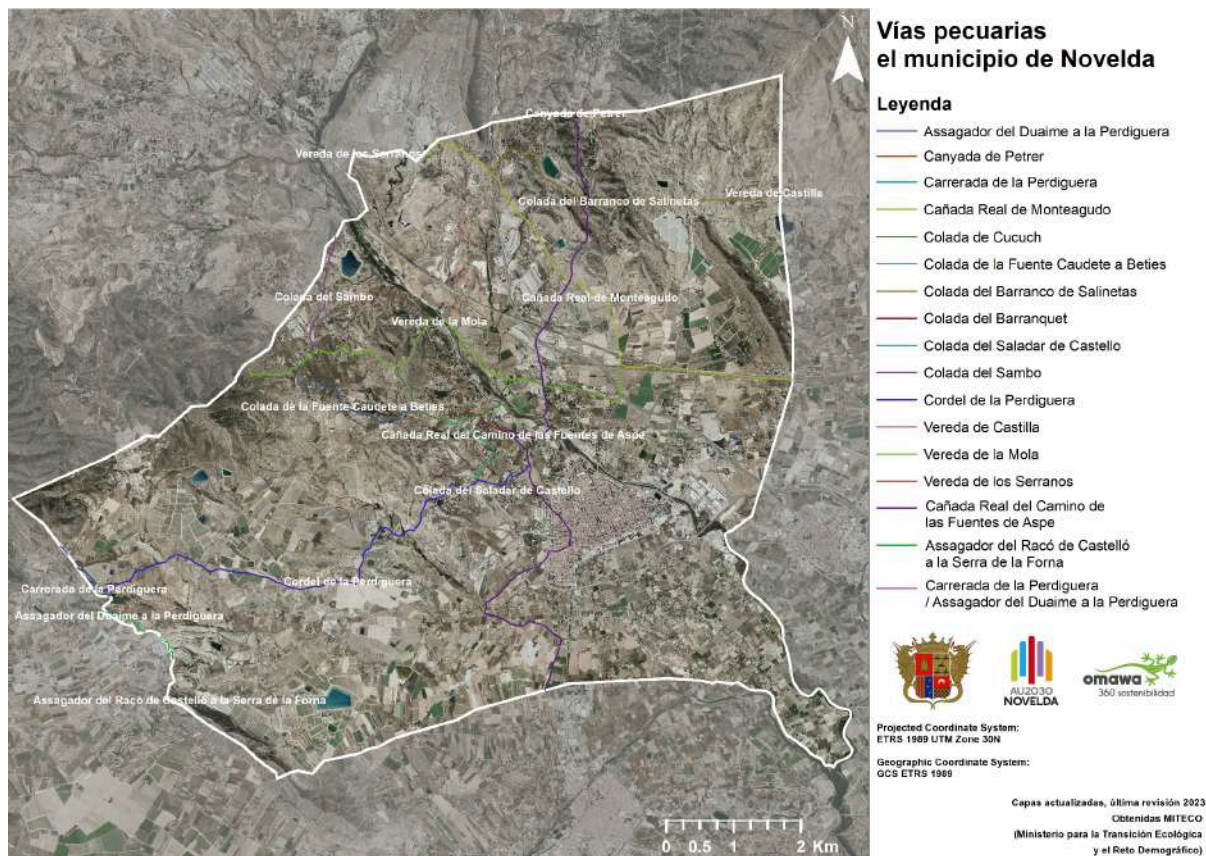 Vías pecuarias
el municipio de Novelda
Leyenda
Assagador del Duaime a la Perdiguera
Canyada de Petrer
Carrerada de la Perdiguera
Cañada Real de Monteagudo
Colada de Cucuch
Colada de la Fuente Caudete a Beties
Colada del Barranco de Salinetas
Colada del Barranquet
Colada del Saladar de Castello
Colada del Sambo
Cordel de la Perdiguera
Vereda de Castilla
Vereda de la Mola
Vereda de los Serranos
Cañada Real del Camino de
las Fuentes de Aspe
Assagador del Racó de Castelló
a la Serra de la Forna
Carrerada de la Perdiguera
/ Assagador del Duaime a la Perdiguera
N
Canyada de Petrer
Vereda de los Serranos
Vereda de Castilla
Colada del Barranco de Salinetas
Colada del Sambo
Cañada Real de Monteagudo
Vereda de la Mola
Colada de la Fuente Caudete a Beties
Cañada Real del Camino de las Fuentes de Aspe
Colada del Saladar de Castello
Cordel de la Perdiguera
Carrerada de la Perdiguera
Assagador del Duaime a la Perdiguera
Assagador del Racó de Castelló a la Serra de la Forna
0 0.5 1 2 Km
AU2030
NOVELDA
omawa
360 sostenibilidad
Projected Coordinate System:
ETRS 1989 UTM Zone 30N
Geographic Coordinate System:
GCS ETRS 1989
Capas actualizadas, última revisión 2023
Obtenidas MITECO
(Ministerio para la Transición Ecológica
y el Reto Demográfico)